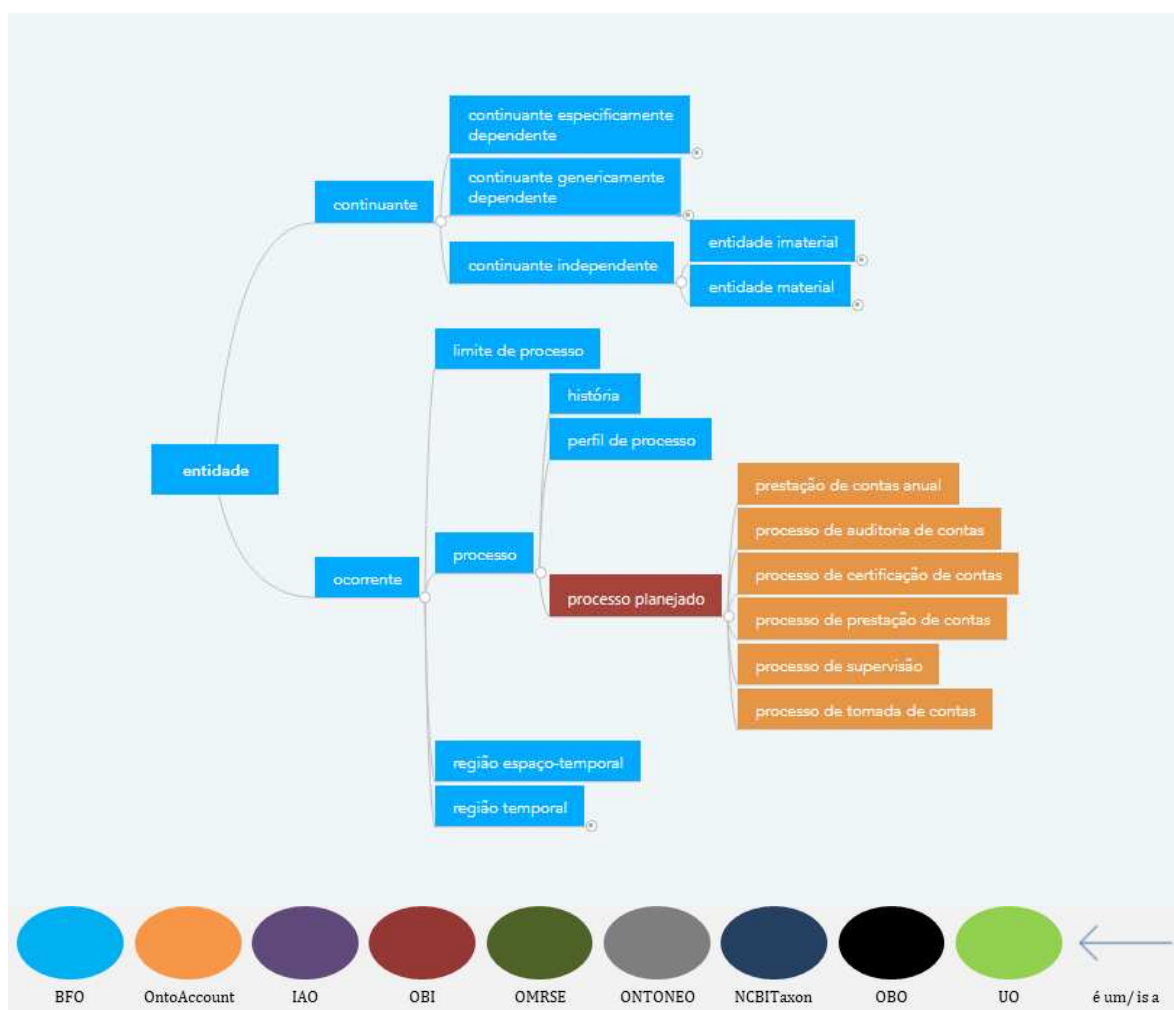 continuante especificamente
dependente
continuante genericamente
dependente
continuante
entidade imaterial
continuante independente
entidade material
limite de processo
história
perfil de processo
entidade
prestação de contas anual
processo de auditoria de contas
processo
processo de certificação de contas
ocorrente
processo planejado
processo de prestação de contas
processo de supervisão
processo de tomada de contas
região espaço-temporal
região temporal
BFO
OntoAccount
IAO
OBI
OMRSE
ONTONEO
NCBITaxon
OBO
UO
é um/ is a